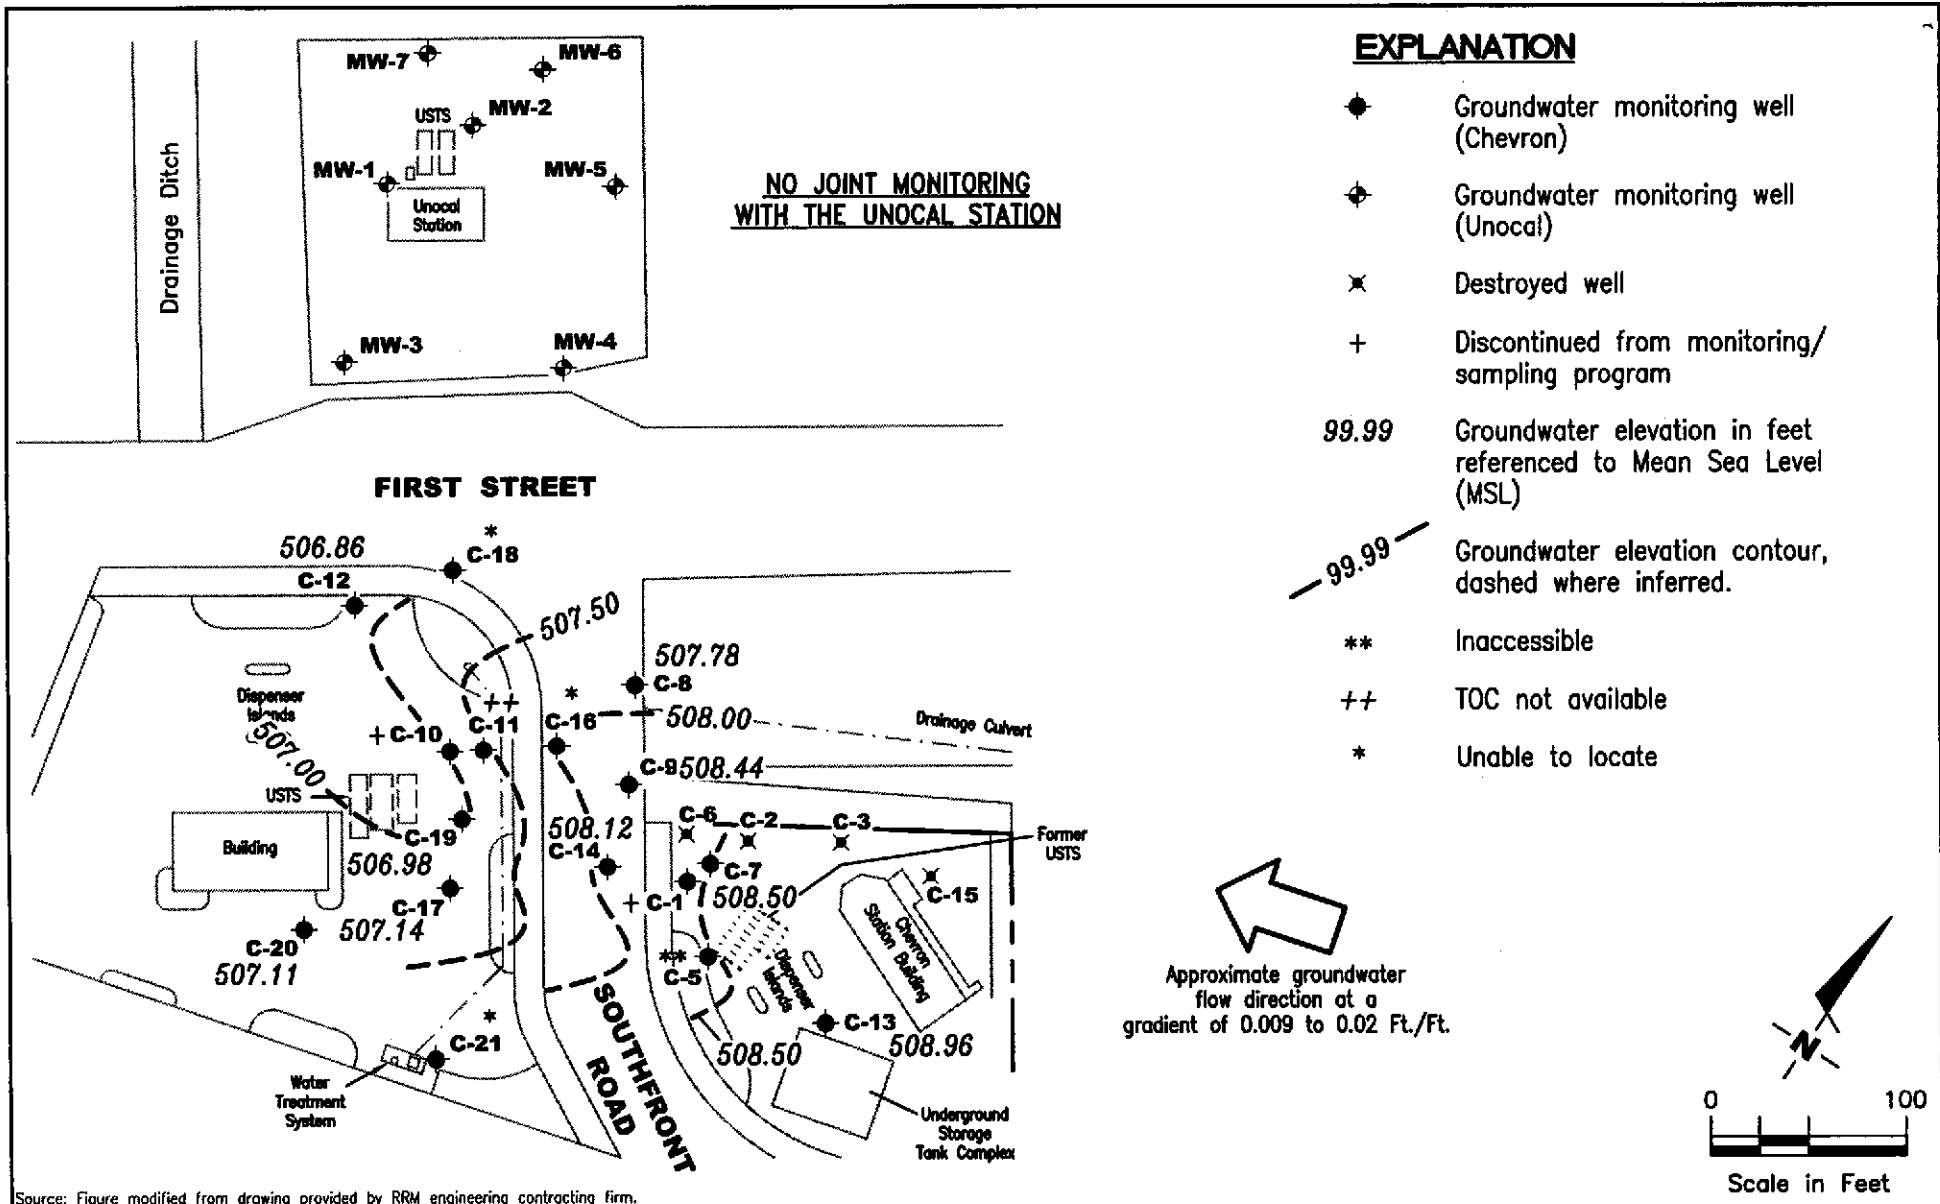 EXPLANATION
MW-7
MW-6
MW-2
USTS
MW-1
MW-5
Unocal
Station
MW-3
MW-4
Drainage Ditch
NO JOINT MONITORING
WITH THE UNOCAL STATION
Groundwater monitoring well
(Chevron)
Groundwater monitoring well
(Unocal)
Destroyed well
+
Discontinued from monitoring/
sampling program
99.99
Groundwater elevation in feet
referenced to Mean Sea Level
(MSL)
99.99
Groundwater elevation contour,
dashed where inferred.
**
Inaccessible
++
TOC not available
*
Unable to locate
FIRST STREET
506.86
C-12
*
C-18
507.50
507.78
C-8
Dispenser
Islands
507.00
+ C-10
++
C-11
*
C-16
508.00
Drainage Culvert
C-9 508.44
USTS
C-19
506.98
Building
508.12
C-14
C-6
C-2
C-3
Former
USTS
C-7
508.50
+ C-1
C-15
C-17
507.14
C-20
507.11
**
C-5
Dispenser
Islands
Chevron
Station Building
C-13
508.96
508.50
*
C-21
Water
Treatment
System
SOUTHFRONT
ROAD
Underground
Storage
Tank Complex
Approximate groundwater
flow direction at a
gradient of 0.009 to 0.02 Ft./Ft.
N
0 100
Scale in Feet
Source: Figure modified from drawing provided by RRM engineering contracting firm.